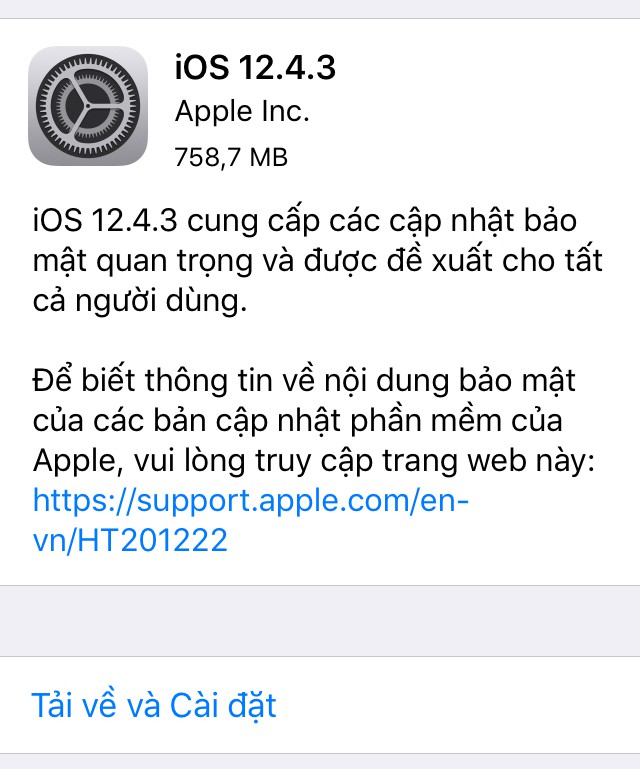 iOS 12.4.3
Apple Inc.
758,7 MB
iOS 12.4.3 cung cấp các cập nhật bảo
mật quan trọng và được đề xuất cho tất
cả người dùng.
Để biết thông tin về nội dung bảo mật
của các bản cập nhật phần mềm của
Apple, vui lòng truy cập trang web này:
https://support.apple.com/en-
vn/HT201222
Tải về và Cài đặt